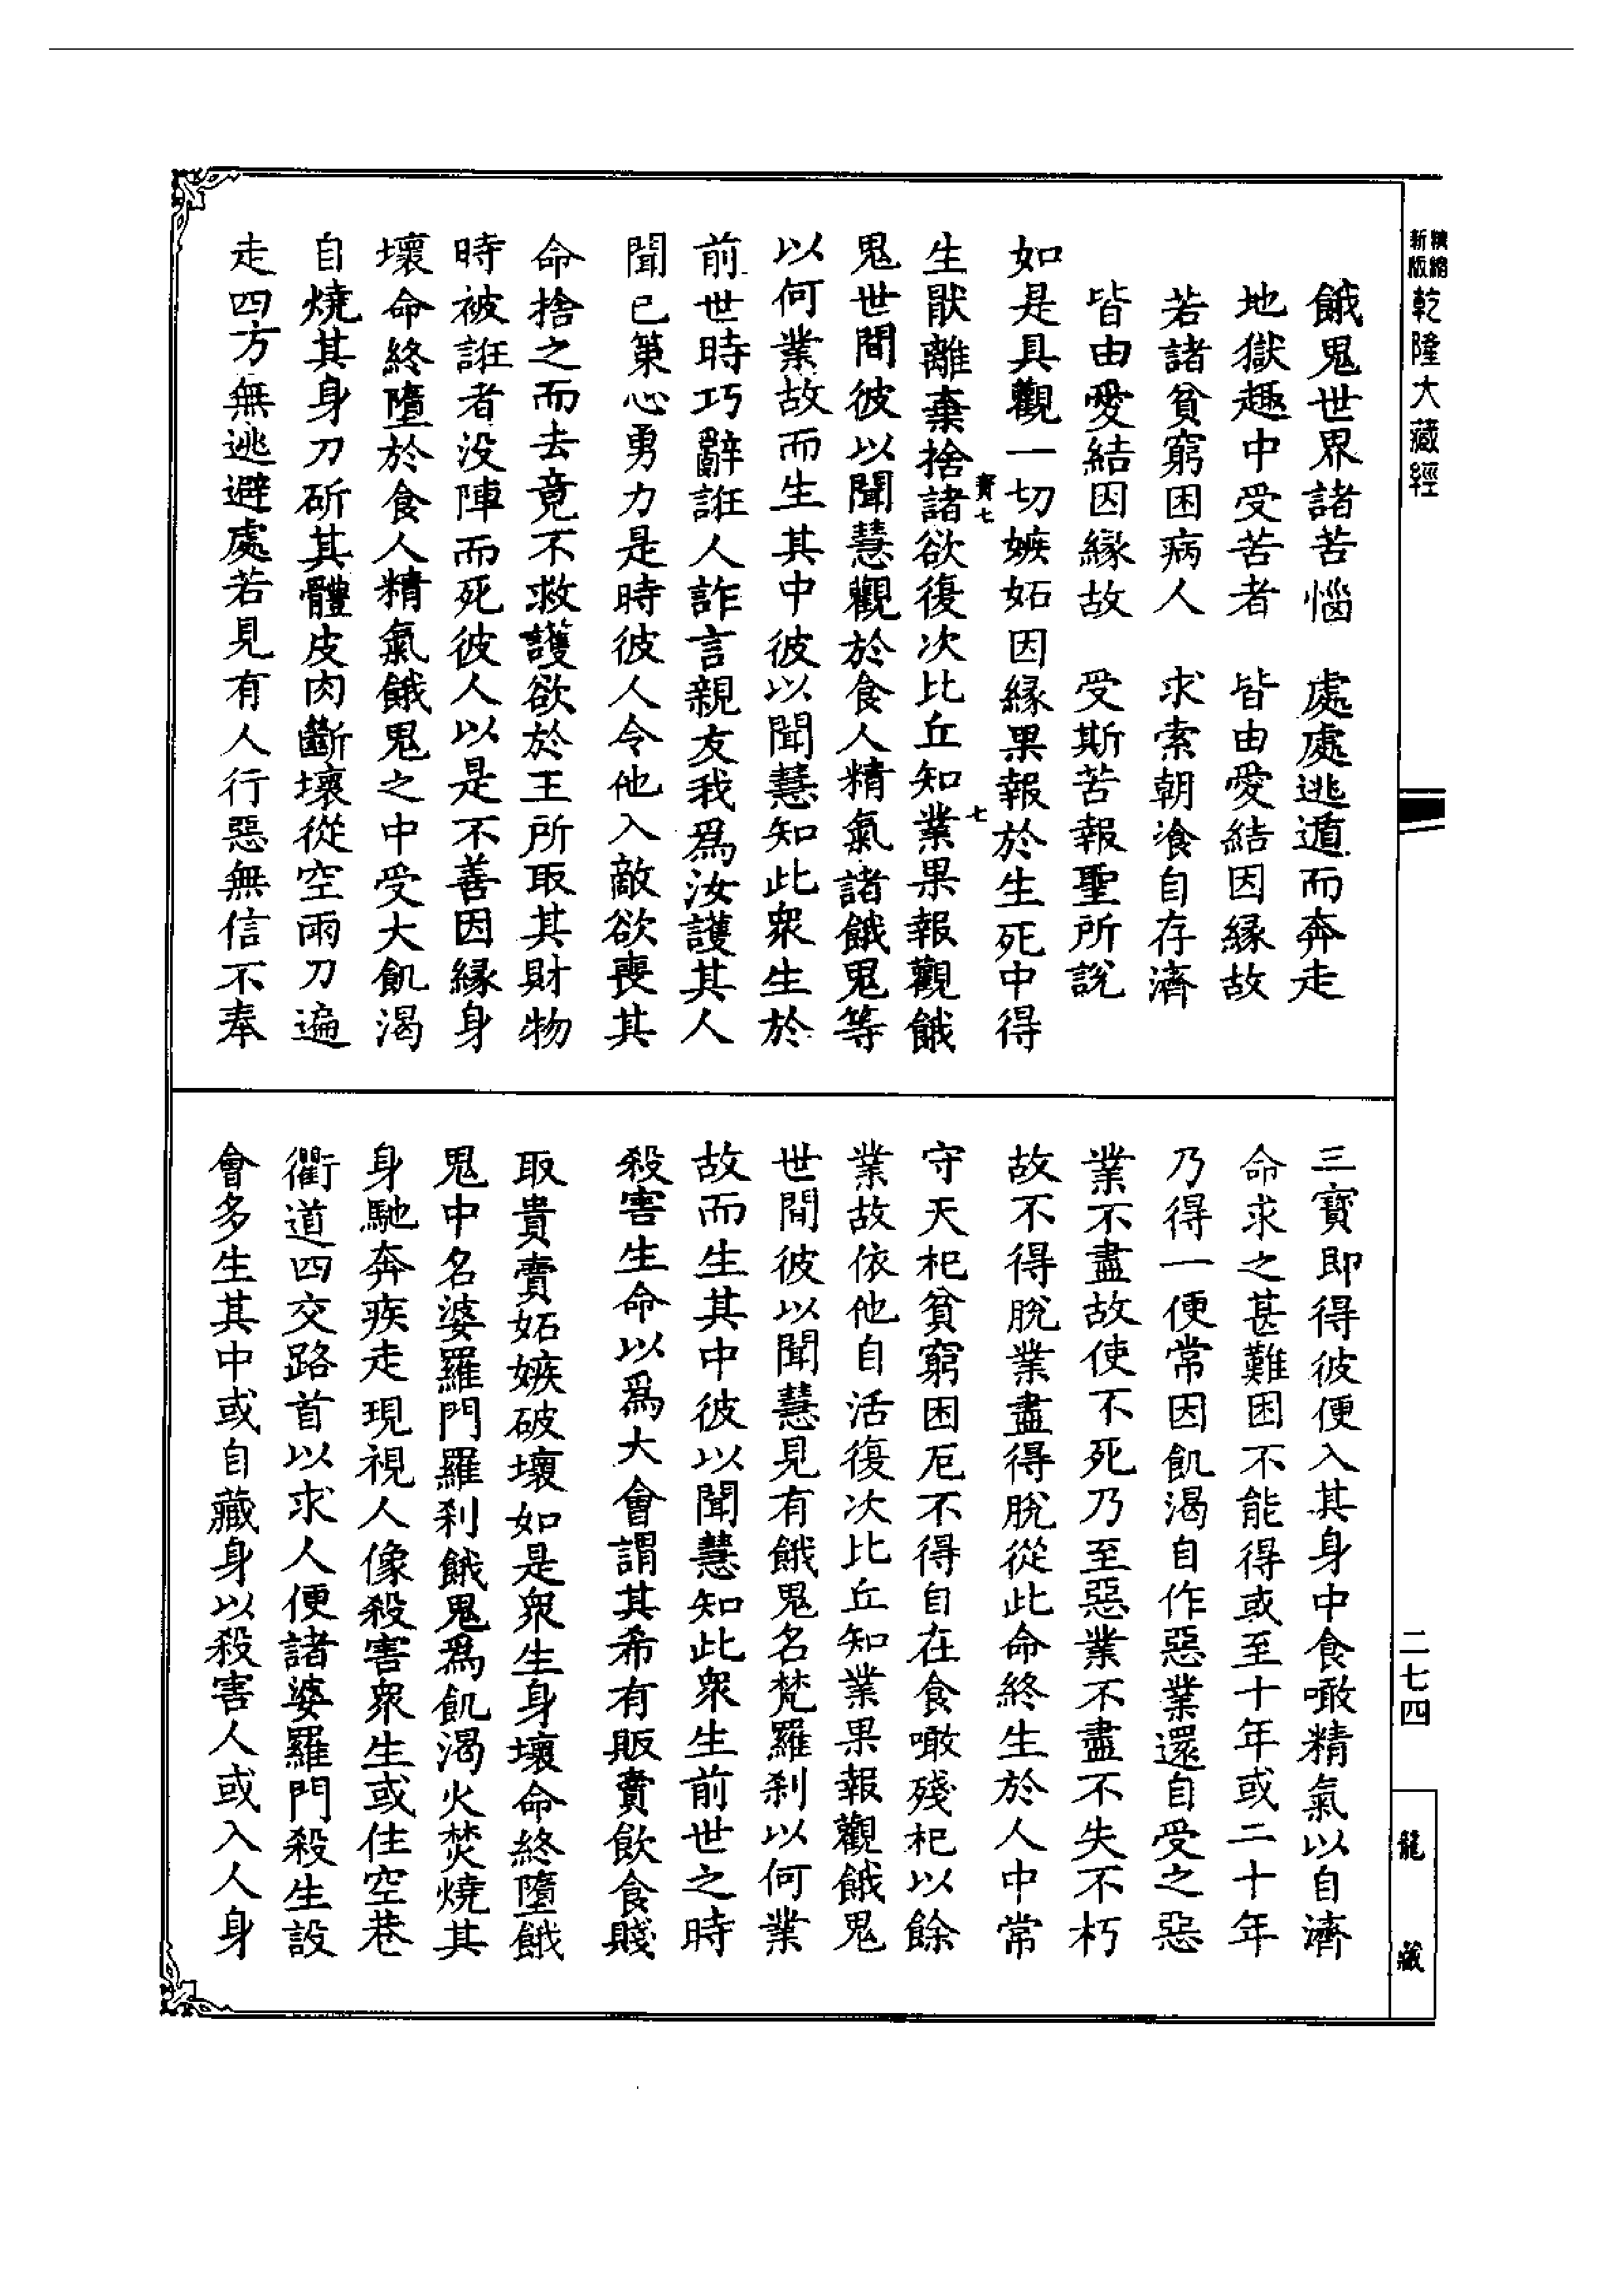 精縮新版乾隆大藏經
餓鬼世界諸苦惱　處處逃遁而奔走
地獄趣中受苦者　皆由愛結因緣故
若諸貧窮困病人　求索朝飡自存濟
皆由愛結因緣故　受斯苦報聖所說
如是具觀一切嫉妬因緣果報於生死中得
生猒離棄捨諸欲復次比丘知業果報觀餓
寶七
七
鬼世間彼以聞慧觀於食人精氣諸餓鬼等
以何業故而生其中彼以聞慧知此衆生於
前世時巧辭誑人詐言親友我爲汝護其人
聞已策心勇力是時彼人令他入敵欲喪其
命捨之而去竟不救護欲於王所取其財物
時被誑者没陣而死彼人以是不善因緣身
壞命終墮於食人精氣餓鬼之中受大飢渴
自燒其身刀斫其體皮肉斷壞從空雨刀遍
走四方無逃避處若見有人行惡無信不奉
三寶即得彼便入其身中食噉精氣以自濟
命求之甚難困不能得或至十年或二十年
乃得一便常因飢渴自作惡業還自受之惡
業不盡故使不死乃至惡業不盡不失不朽
故不得脫業盡得脫從此命終生於人中常
守天杞貧窮困厄不得自在食噉殘杞以餘
業故依他自活復次比丘知業果報觀餓鬼
世間彼以聞慧見有餓鬼名梵羅刹以何業
故而生其中彼以聞慧知此衆生前世之時
殺害生命以爲大會謂其希有販賣飲食賤
取貴賣妬嫉破壞如是衆生身壞命終墮餓
鬼中名婆羅門羅刹餓鬼爲飢渴火焚燒其
身馳奔疾走現視人像殺害衆生或住空巷
衢道四交路首以求人便諸婆羅門殺生設
會多生其中或自藏身以殺害人或入人身
二七四
龍藏